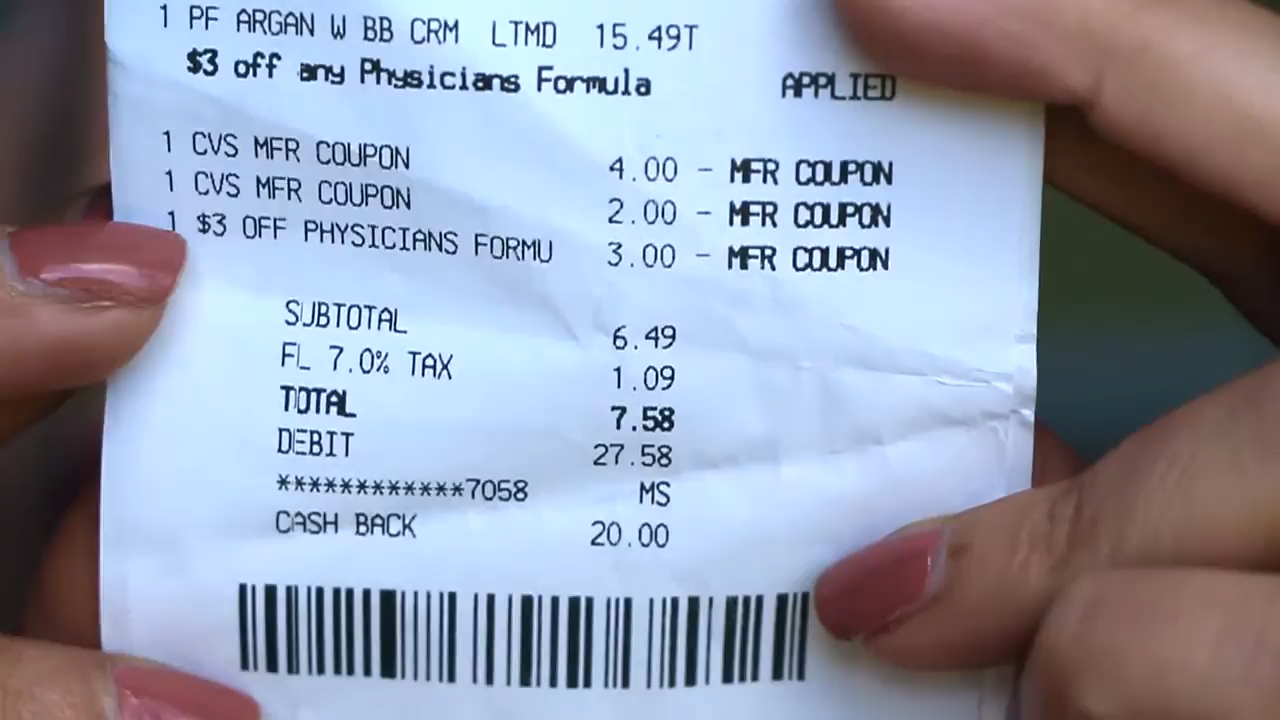 1 PF ARGAN W BB CRM LTMD 15.49T
$3 off any Physicians Formula APPLIED
1 CVS MFR COUPON 4.00 - MFR COUPON
1 CVS MFR COUPON 2.00 - MFR COUPON
1 $3 OFF PHYSICIANS FORMU 3.00 - MFR COUPON
SUBTOTAL 6.49
FL 7.0% TAX 1.09
TOTAL 7.58
DEBIT 27.58
************7058 MS
CASH BACK 20.00